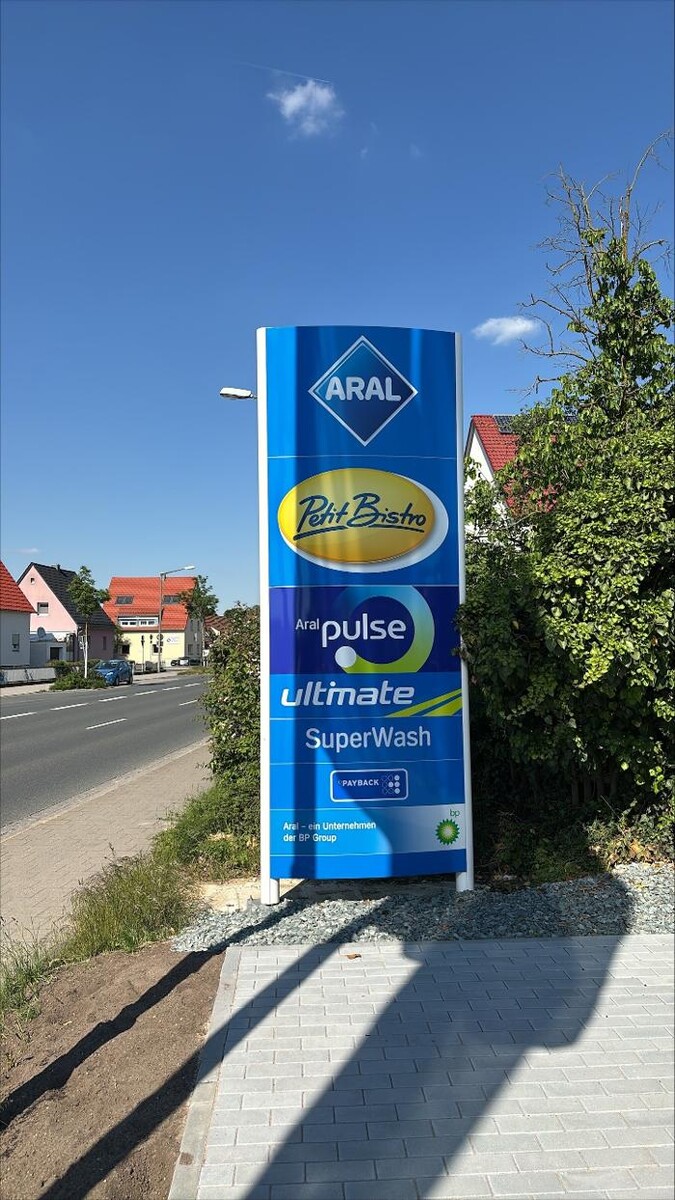 ARAL
Petit Bistro
Aral pulse
ultimate
SuperWash
PAYBACK
bp
Aral – ein Unternehmen
der BP Group